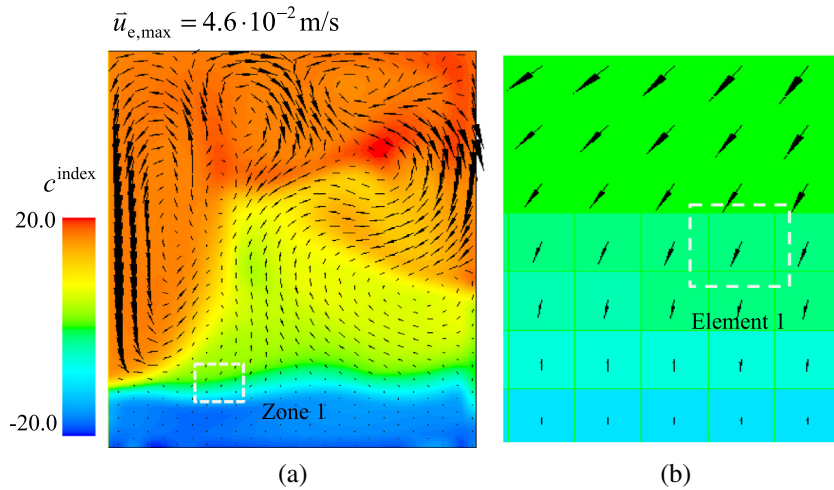 u⃗e,max = 4.6·10⁻² m/s
cindex
20.0
-20.0
Zone 1
Element 1
(a)
(b)